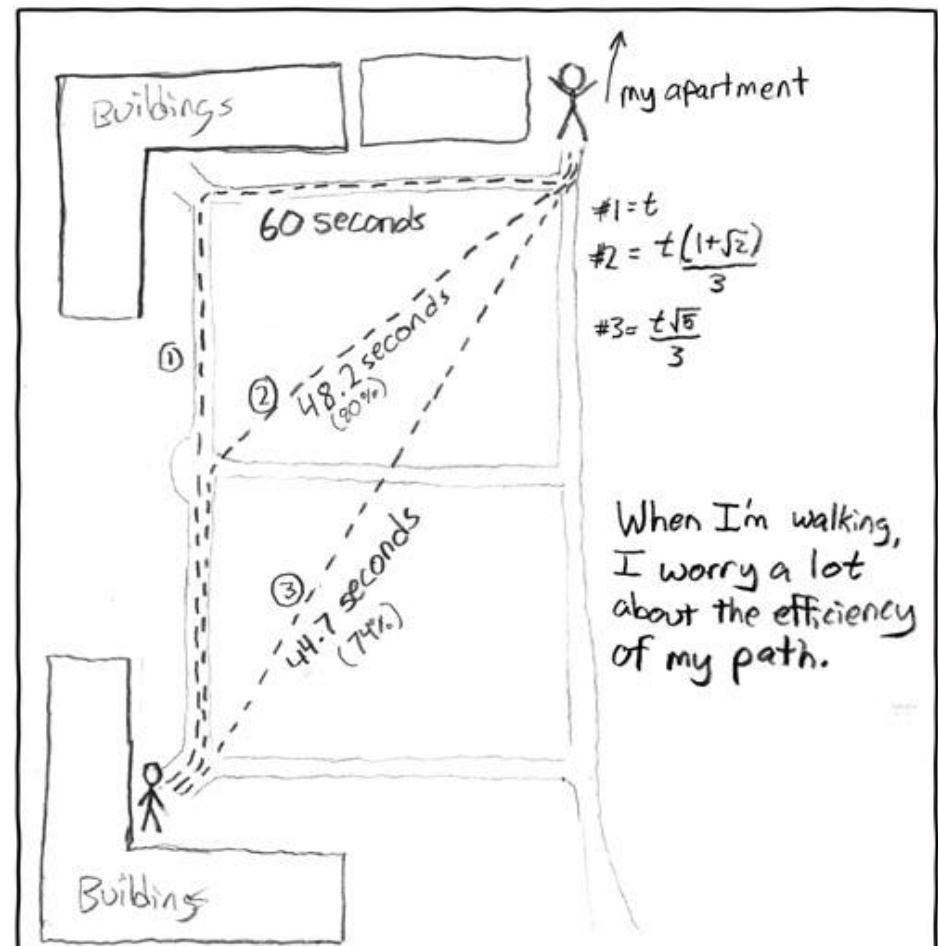 Buildings
my apartment
60 seconds
#1 = t
#2 = t(1+√2)/3
#3 = t√5/3
①
②
48.2 seconds
(80%)
③
44.7 seconds
(74%)
When I'm walking,
I worry a lot
about the efficiency
of my path.
Buildings